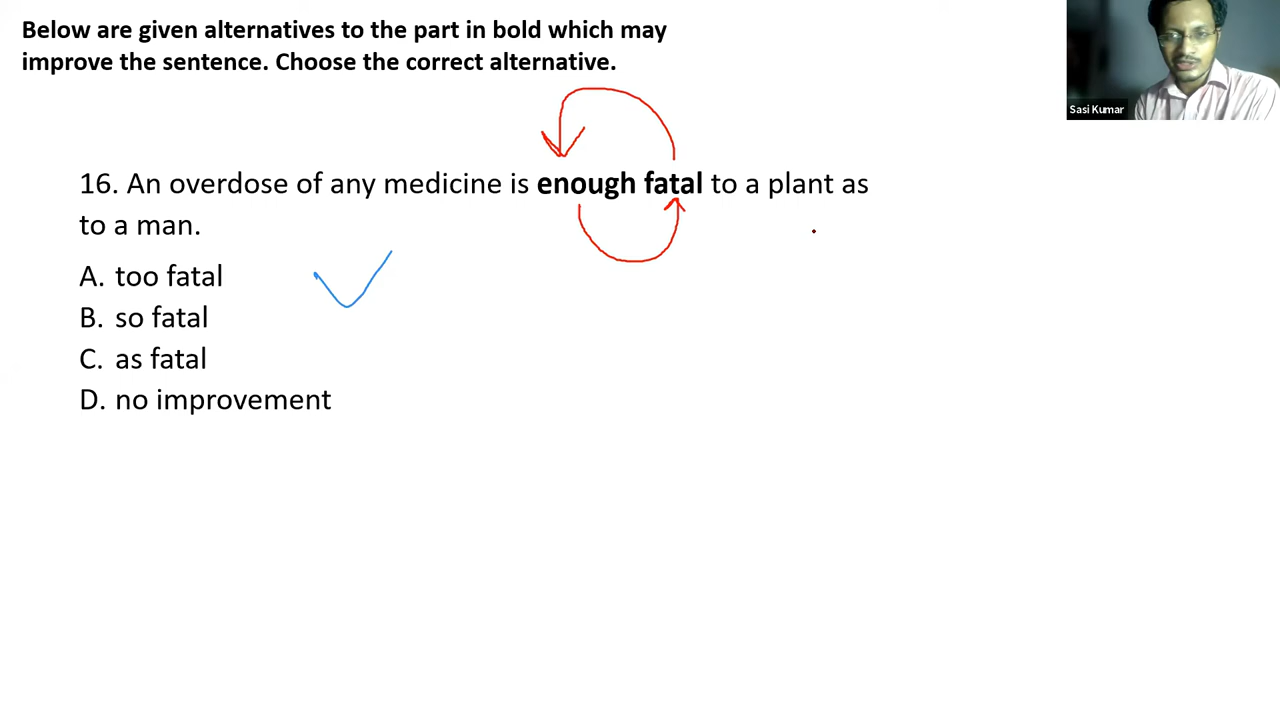 Below are given alternatives to the part in bold which may
improve the sentence. Choose the correct alternative.
Sasi Kumar
16. An overdose of any medicine is enough fatal to a plant as
to a man.
A. too fatal
B. so fatal
C. as fatal
D. no improvement